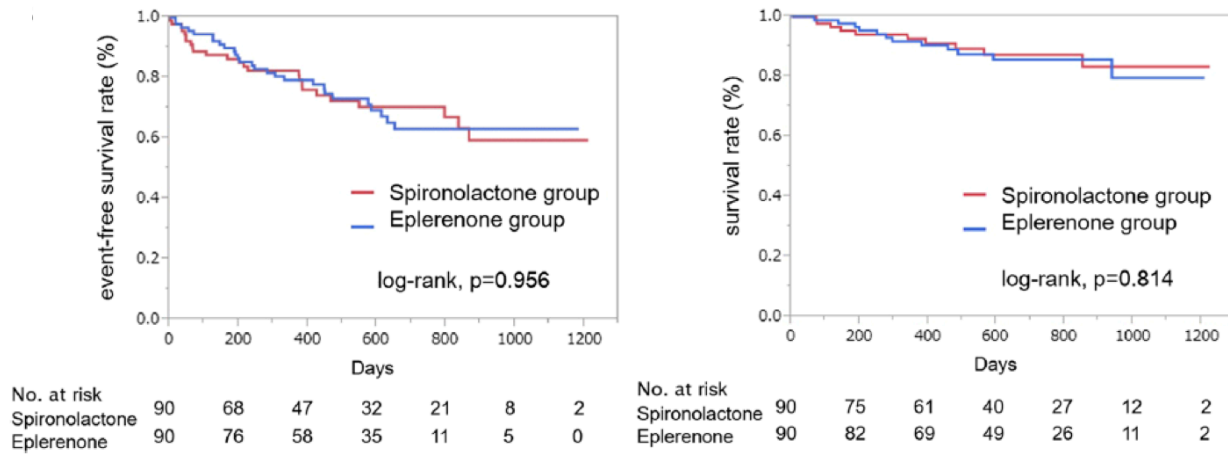 event-free survival rate (%)
1.0
0.8
0.6
0.4
0.2
0.0
Spironolactone group
Eplerenone group
log-rank, p=0.956
0 200 400 600 800 1000 1200
Days
No. at risk
Spironolactone 90 68 47 32 21 8 2
Eplerenone 90 76 58 35 11 5 0
survival rate (%)
1.0
0.8
0.6
0.4
0.2
0.0
Spironolactone group
Eplerenone group
log-rank, p=0.814
0 200 400 600 800 1000 1200
Days
No. at risk
Spironolactone 90 75 61 40 27 12 2
Eplerenone 90 82 69 49 26 11 2